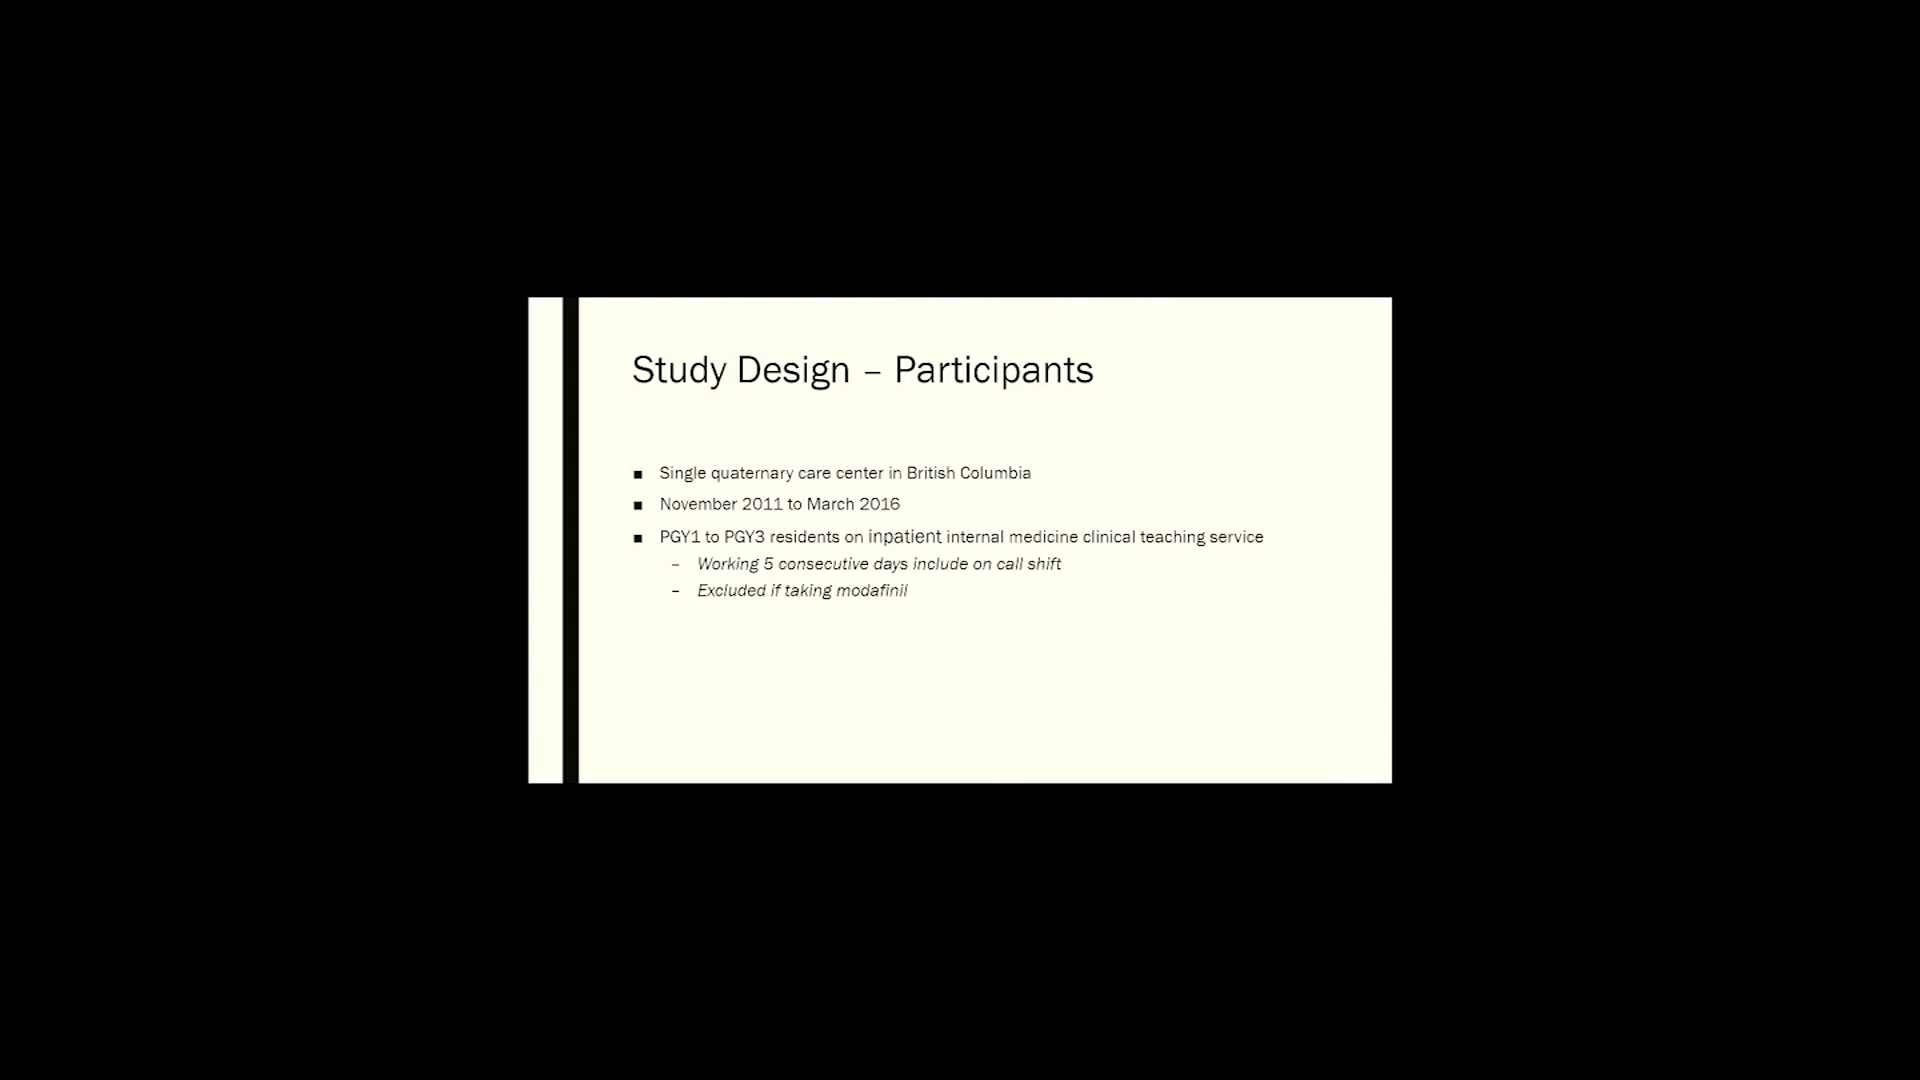 Study Design – Participants
■ Single quaternary care center in British Columbia
■ November 2011 to March 2016
■ PGY1 to PGY3 residents on inpatient internal medicine clinical teaching service
– Working 5 consecutive days include on call shift
– Excluded if taking modafinil